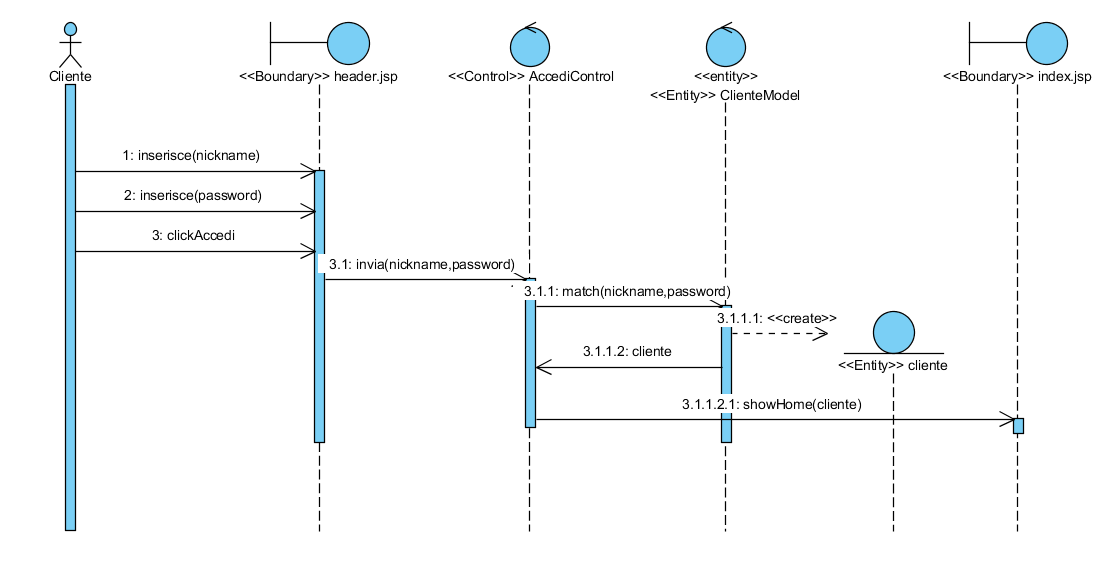 Cliente
<<Boundary>> header.jsp
<<Control>> AccediControl
<<entity>>
<<Entity>> ClienteModel
<<Boundary>> index.jsp
1: inserisce(nickname)
2: inserisce(password)
3: clickAccedi
3.1: invia(nickname,password)
3.1.1: match(nickname,password)
3.1.1.1: <<create>>
3.1.1.2: cliente
<<Entity>> cliente
3.1.1.2.1: showHome(cliente)